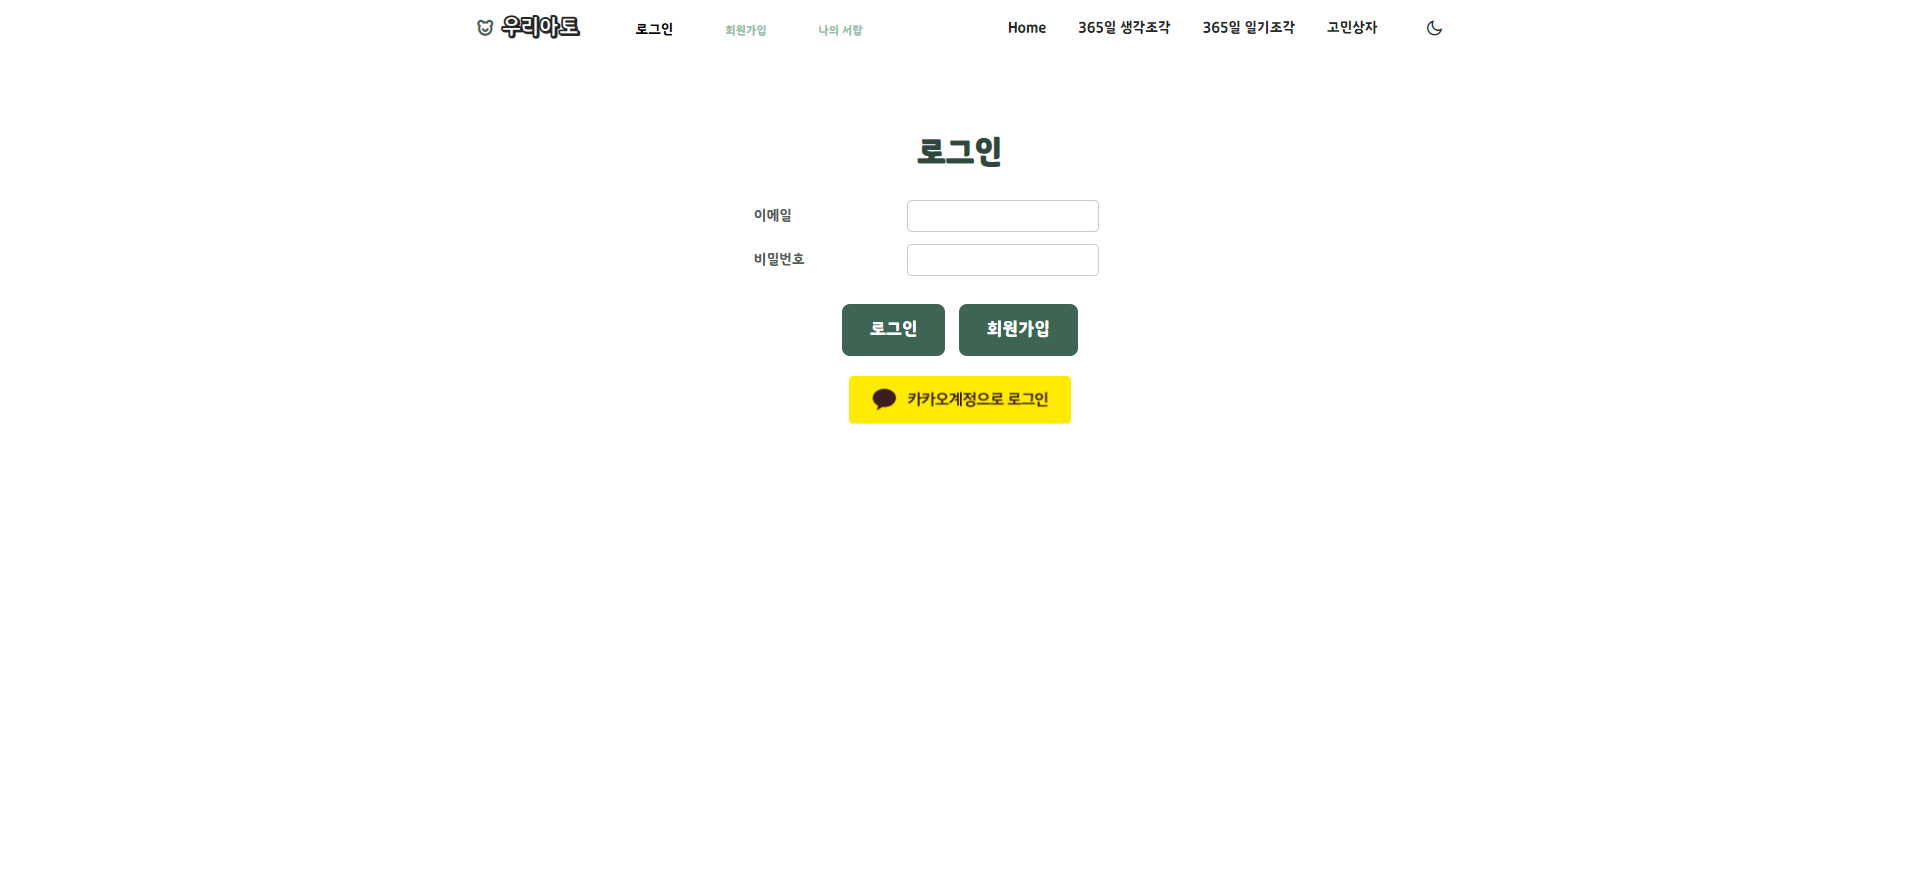 우리아토 로그인 회원가입 나의 서랍 Home 365일 생각조각 365일 일기조각 고민상자
로그인
이메일
비밀번호
로그인 회원가입
카카오계정으로 로그인